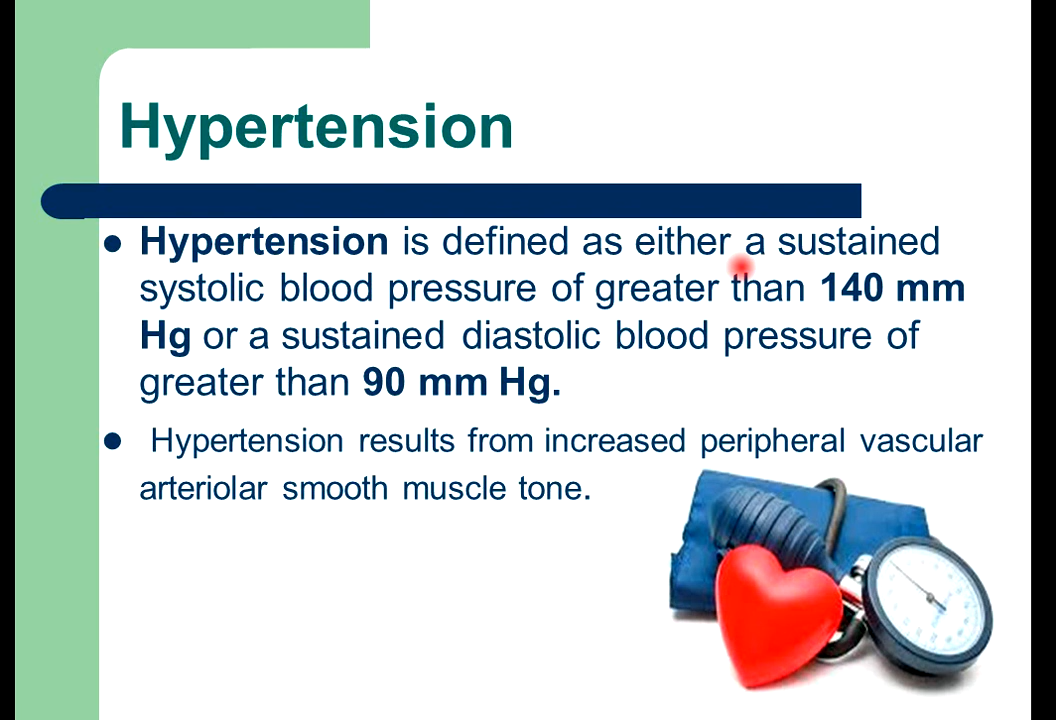 Hypertension
Hypertension is defined as either a sustained
systolic blood pressure of greater than 140 mm
Hg or a sustained diastolic blood pressure of
greater than 90 mm Hg.
Hypertension results from increased peripheral vascular
arteriolar smooth muscle tone.